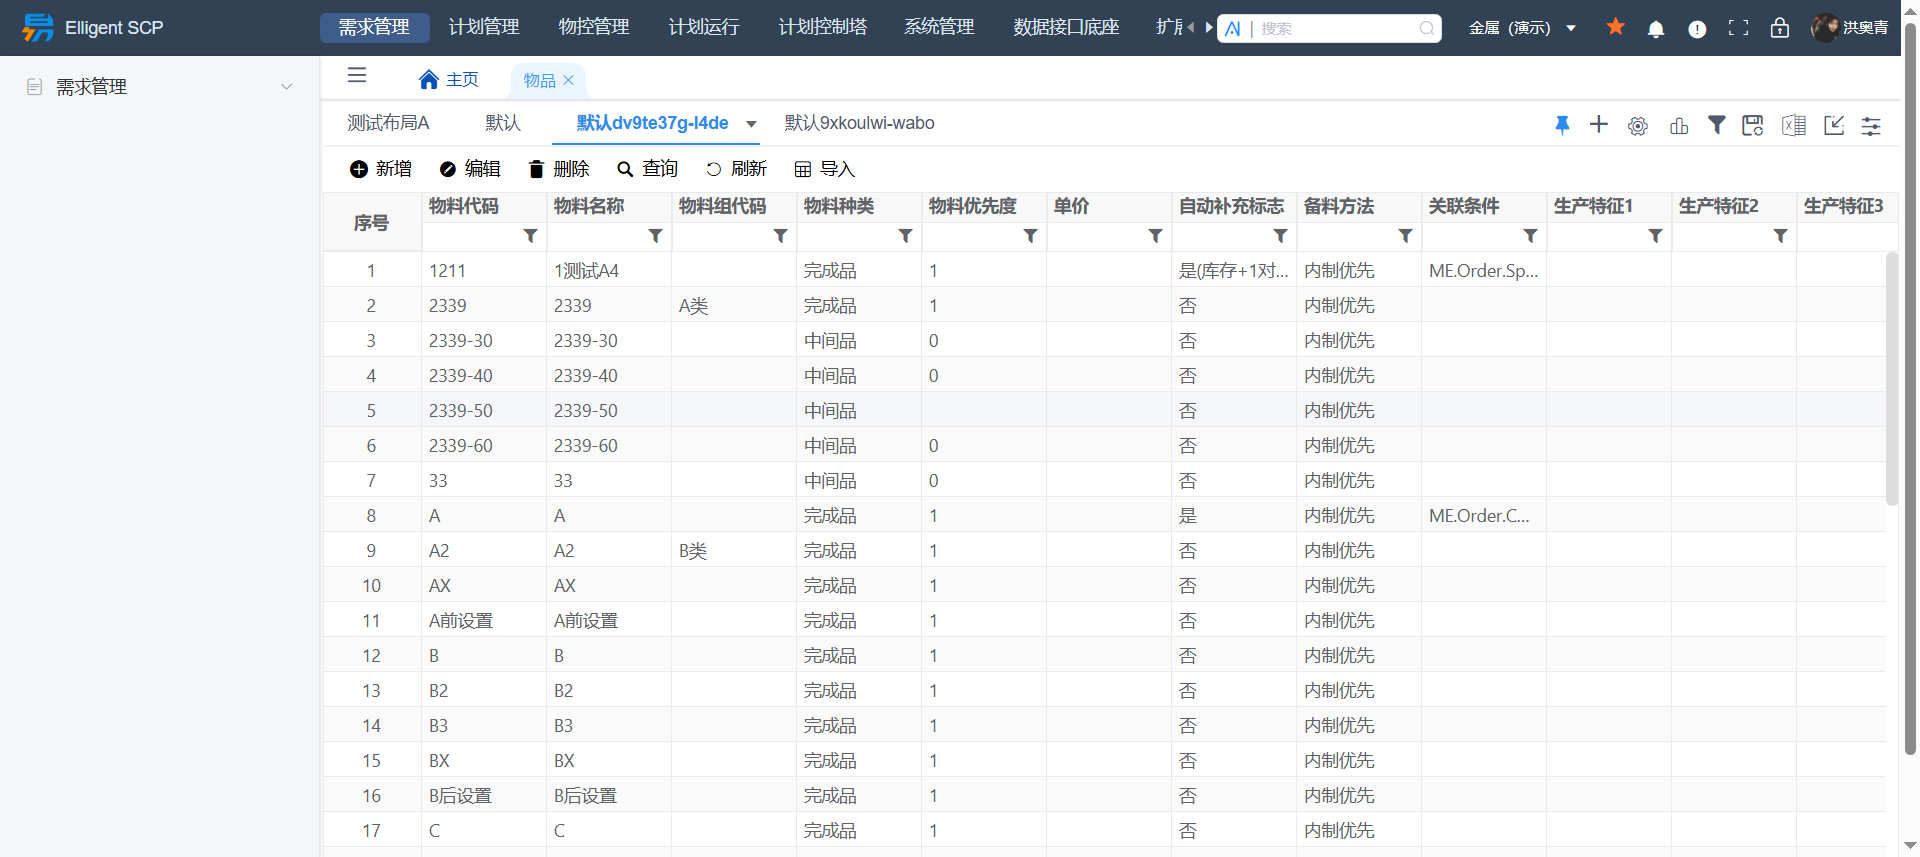 Elligent SCP 需求管理 计划管理 物控管理 计划运行 计划控制塔 系统管理 数据接口底座 AI 搜索 金属 (演示) 洪奥青
需求管理
主页 物品
测试布局A 默认 默认dv9te37g-l4de 默认9xkoulwi-wabo
新增 编辑 删除 查询 刷新 导入
序号 物料代码 物料名称 物料组代码 物料种类 物料优先度 单价 自动补充标志 备料方法 关联条件 生产特征1 生产特征2 生产特征3
1 1211 1测试A4 完成品 1 是(库存+1对... 内制优先 ME.Order.Sp...
2 2339 2339 A类 完成品 1 否 内制优先
3 2339-30 2339-30 中间品 0 否 内制优先
4 2339-40 2339-40 中间品 0 否 内制优先
5 2339-50 2339-50 中间品 否 内制优先
6 2339-60 2339-60 中间品 0 否 内制优先
7 33 33 中间品 0 否 内制优先
8 A A 完成品 1 是 内制优先 ME.Order.C...
9 A2 A2 B类 完成品 1 否 内制优先
10 AX AX 完成品 1 否 内制优先
11 A前设置 A前设置 完成品 1 否 内制优先
12 B B 完成品 1 否 内制优先
13 B2 B2 完成品 1 否 内制优先
14 B3 B3 完成品 1 否 内制优先
15 BX BX 完成品 1 否 内制优先
16 B后设置 B后设置 完成品 1 否 内制优先
17 C C 完成品 1 否 内制优先